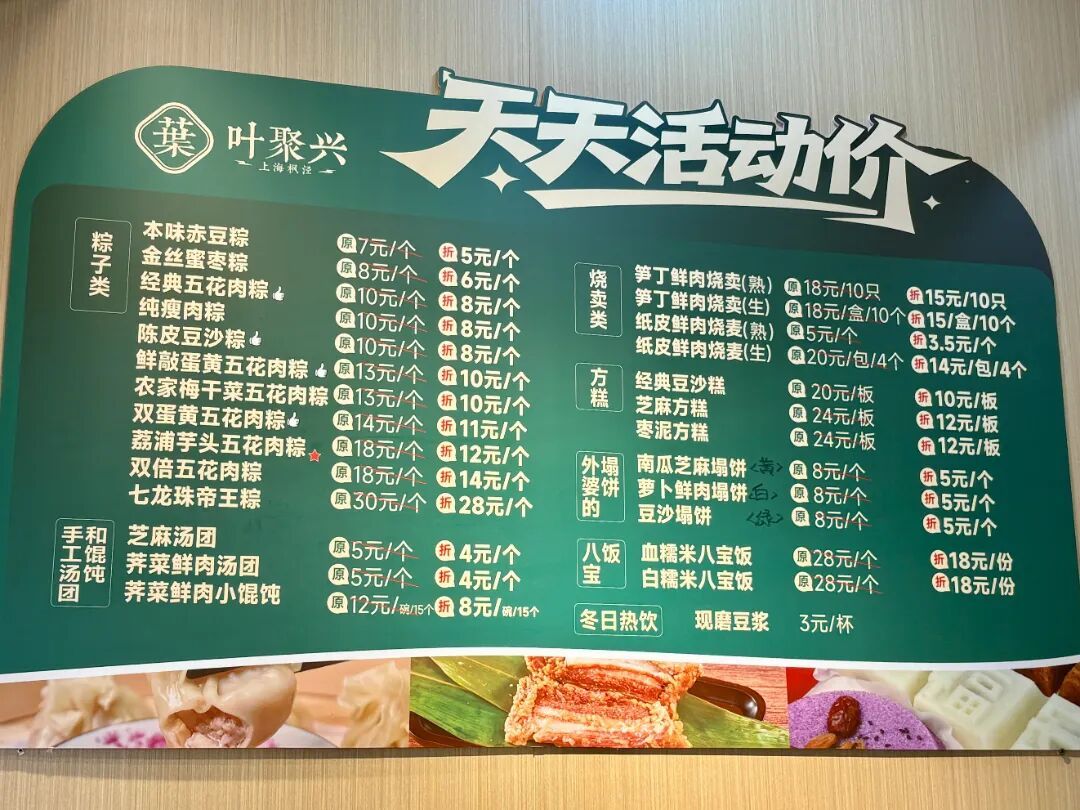 葉
叶聚兴
上海枫泾
天天活动价
粽子类
本味赤豆粽 原7元/个 折5元/个
金丝蜜枣粽 原8元/个 折6元/个
经典五花肉粽 原10元/个 折8元/个
纯瘦肉粽 原10元/个 折8元/个
陈皮豆沙粽 原10元/个 折8元/个
鲜敲蛋黄五花肉粽 原13元/个 折10元/个
农家梅干菜五花肉粽 原13元/个 折10元/个
双蛋黄五花肉粽 原14元/个 折11元/个
荔浦芋头五花肉粽 原18元/个 折12元/个
双倍五花肉粽 原18元/个 折14元/个
七龙珠帝王粽 原30元/个 折28元/个
手工汤团
和馄饨
芝麻汤团 原5元/个 折4元/个
荠菜鲜肉汤团 原5元/个 折4元/个
荠菜鲜肉小馄饨 原12元/碗/15个 折8元/碗/15个
烧卖类
笋丁鲜肉烧卖(熟) 原18元/10只 折15元/10只
笋丁鲜肉烧卖(生) 原18元/盒/10个 折15/盒/10个
纸皮鲜肉烧麦(熟) 原5元/个 折3.5元/个
纸皮鲜肉烧麦(生) 原20元/包/4个 折14元/包/4个
方糕
经典豆沙糕 原20元/板 折10元/板
芝麻方糕 原24元/板 折12元/板
枣泥方糕 原24元/板 折12元/板
外婆的
塌饼
南瓜芝麻塌饼<黄> 原8元/个 折5元/个
萝卜鲜肉塌饼<白> 原8元/个 折5元/个
豆沙塌饼 <绿> 原8元/个 折5元/个
八宝
饭
血糯米八宝饭 原28元/个 折18元/份
白糯米八宝饭 原28元/个 折18元/份
冬日热饮 现磨豆浆 3元/杯